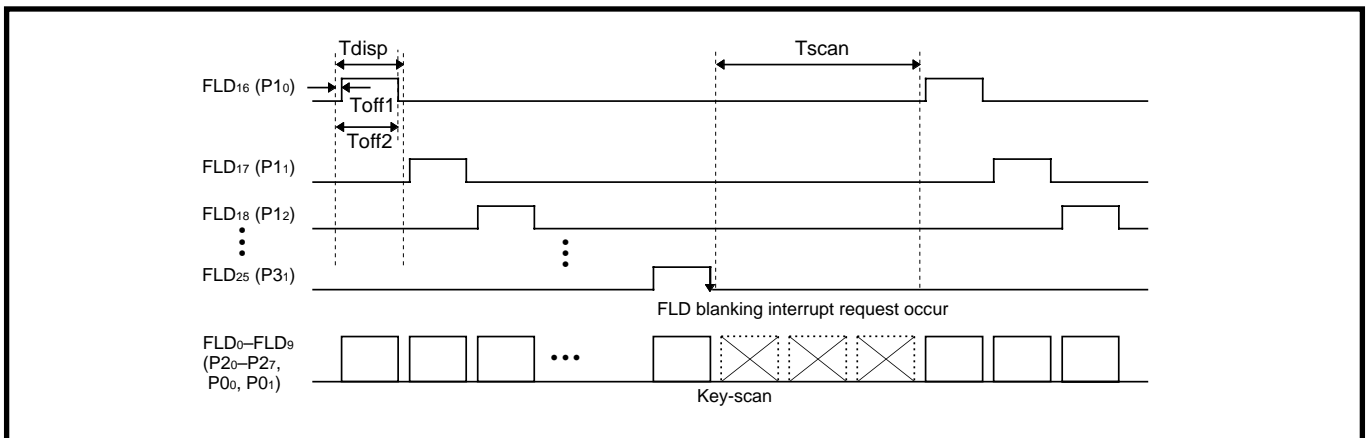 Tdisp
Tscan
FLD16 (P10)
Toff1
Toff2
FLD17 (P11)
FLD18 (P12)
FLD25 (P31)
FLD blanking interrupt request occur
FLD0–FLD9
(P20–P27,
P00, P01)
Key-scan